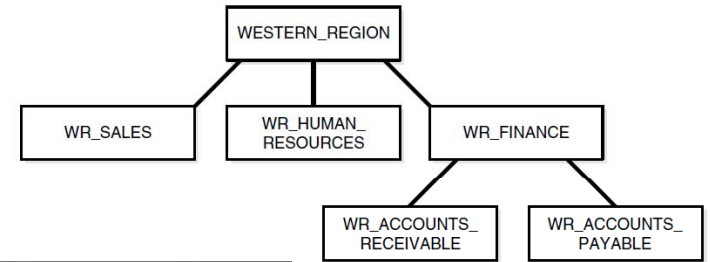 WESTERN_REGION
WR_SALES
WR_HUMAN_
RESOURCES
WR_FINANCE
WR_ACCOUNTS_
RECEIVABLE
WR_ACCOUNTS_
PAYABLE